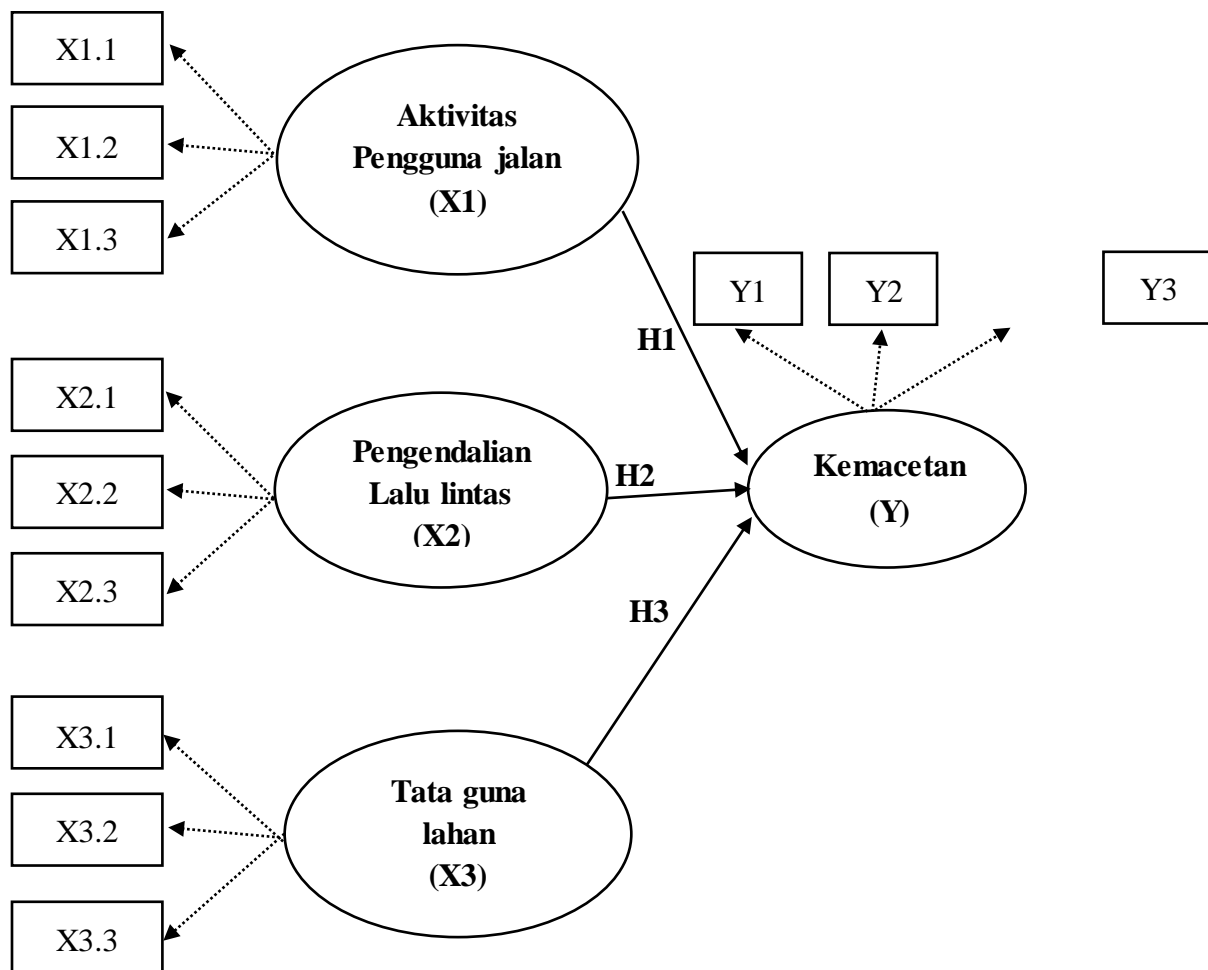 X1.1
X1.2
X1.3
Aktivitas
Pengguna jalan
(X1)
Y1
Y2
Y3
H1
X2.1
X2.2
X2.3
Pengendalian
Lalu lintas
(X2)
H2
Kemacetan
(Y)
H3
X3.1
X3.2
X3.3
Tata guna
lahan
(X3)